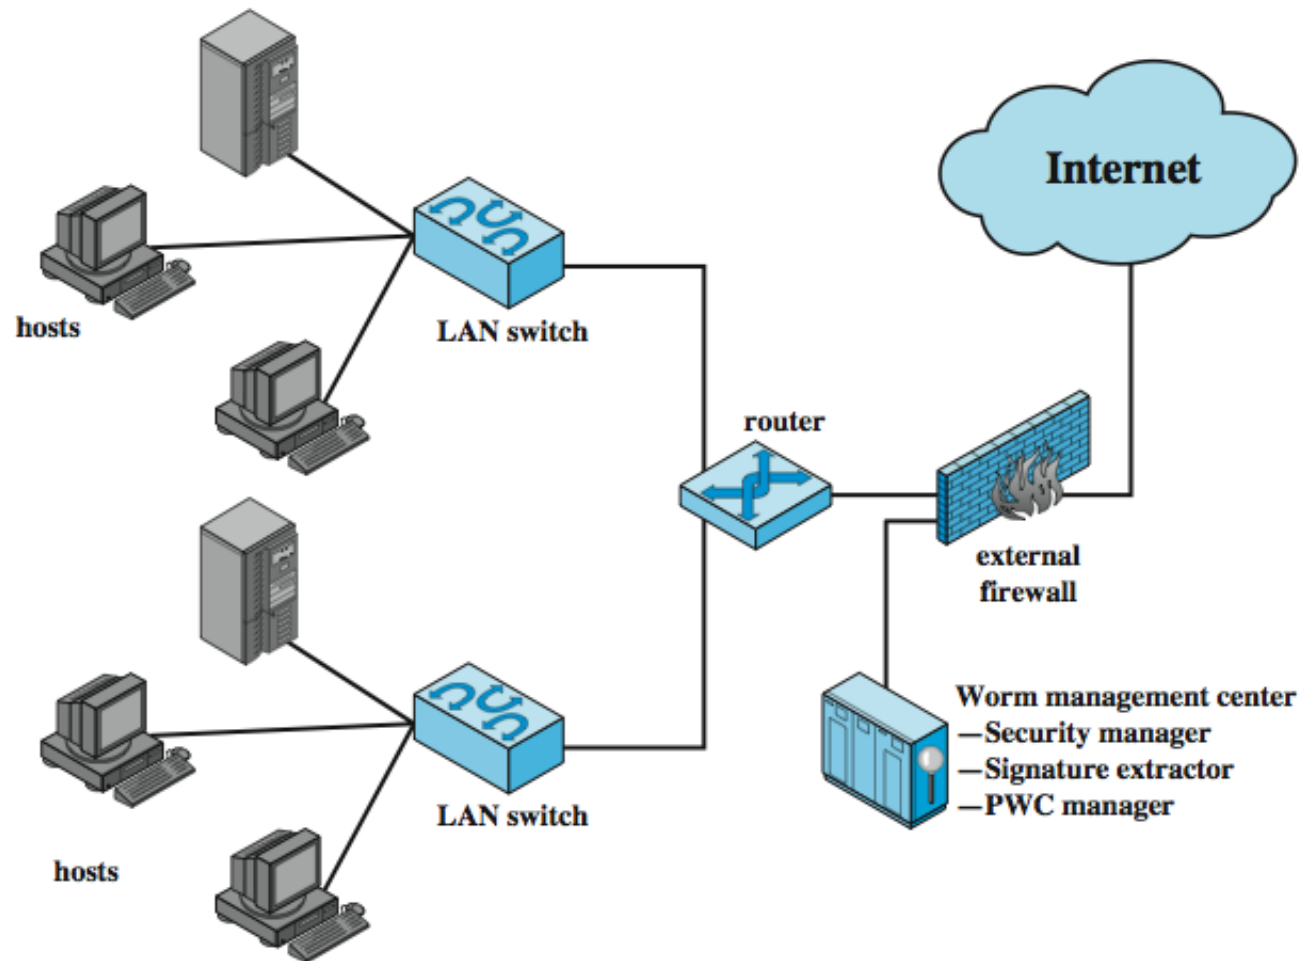 Internet
hosts
LAN switch
router
external
firewall
Worm management center
—Security manager
—Signature extractor
—PWC manager
LAN switch
hosts